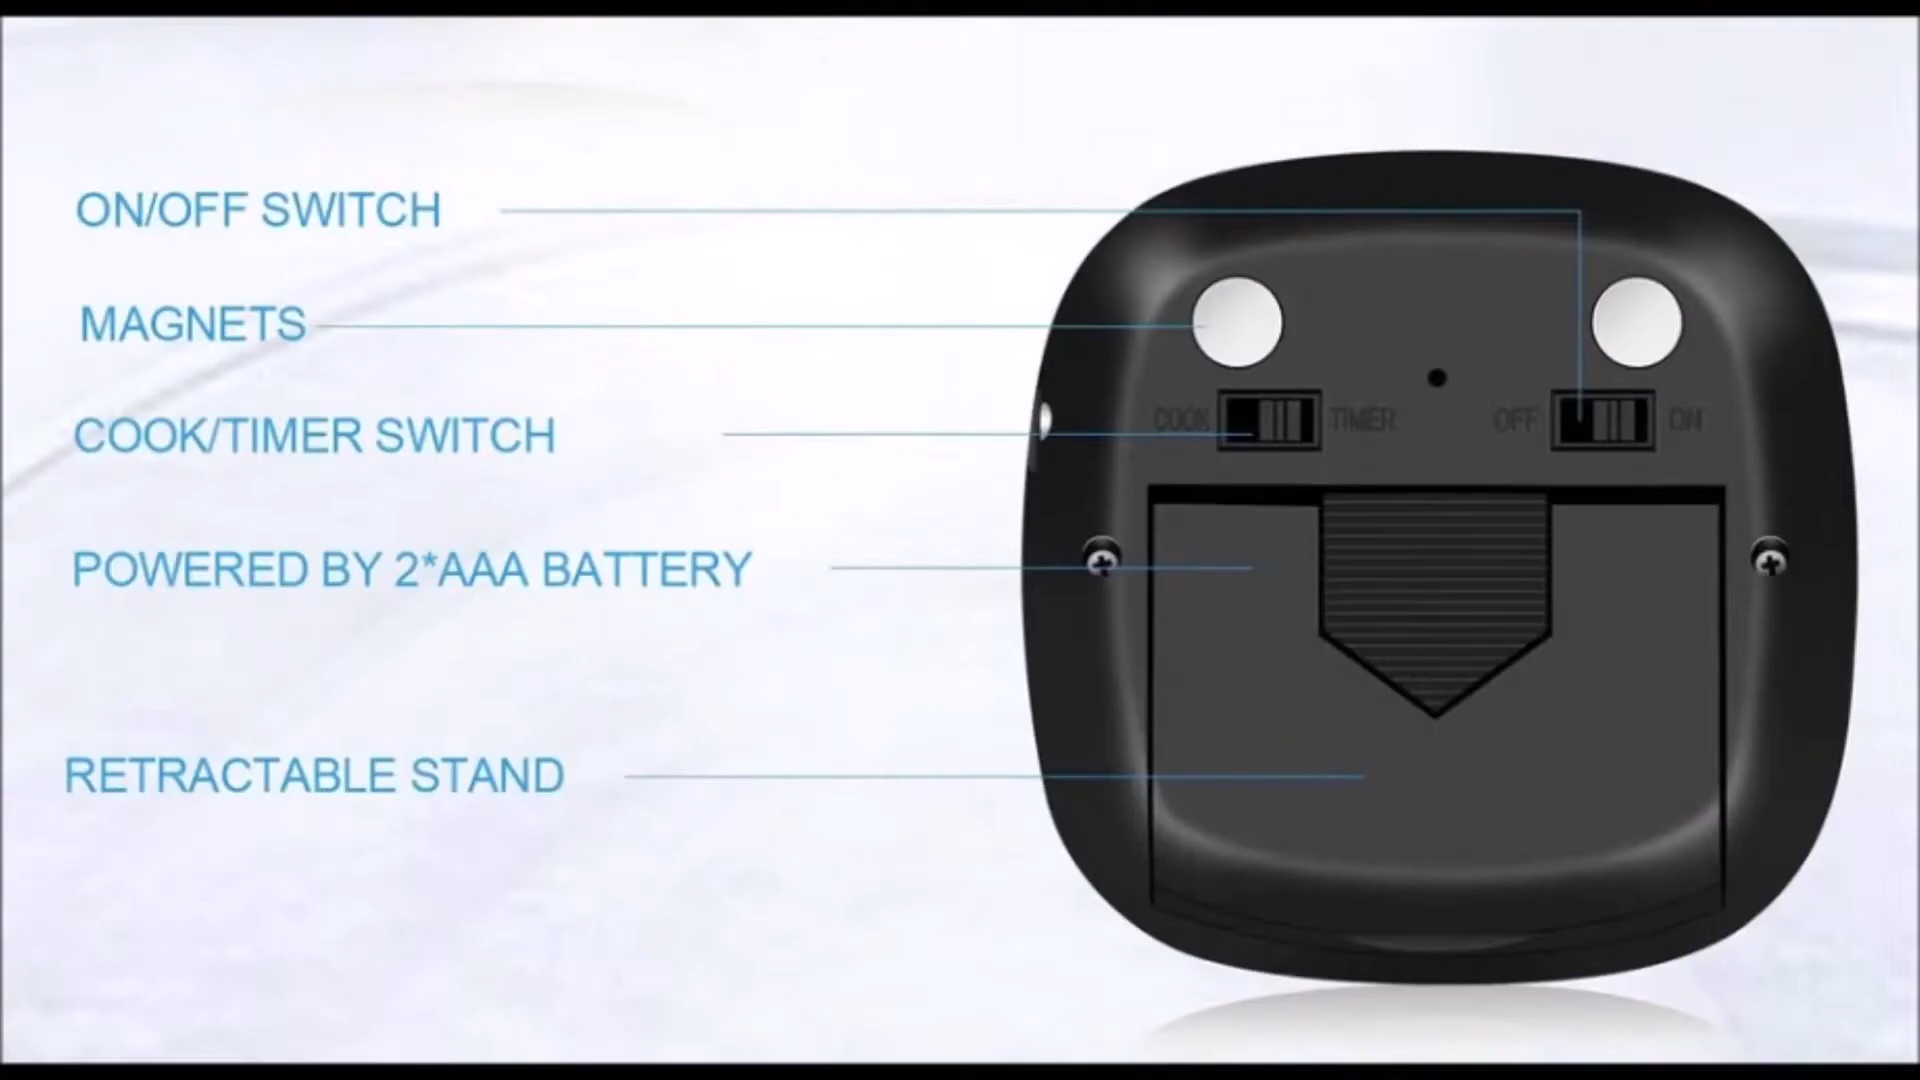 ON/OFF SWITCH
MAGNETS
COOK/TIMER SWITCH
COOK TIMER OFF ON
POWERED BY 2*AAA BATTERY
RETRACTABLE STAND